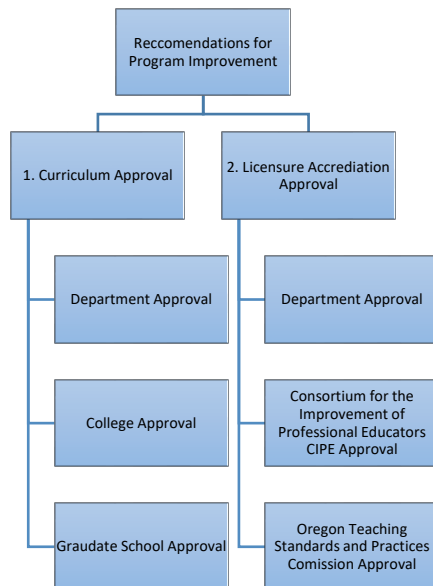 Reccomendations for
Program Improvement
1. Curriculum Approval
2. Licensure Accrediation
Approval
Department Approval
Department Approval
College Approval
Consortium for the
Improvement of
Professional Educators
CIPE Approval
Graudate School Approval
Oregon Teaching
Standards and Practices
Comission Approval